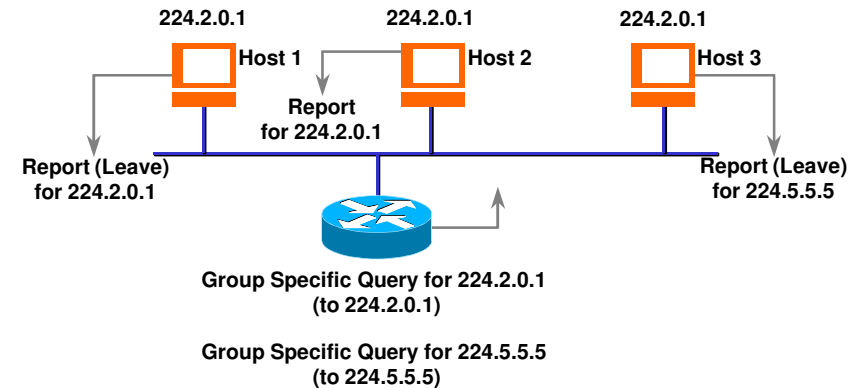 224.2.0.1
224.2.0.1
224.2.0.1
Host 1
Host 2
Host 3
Report
for 224.2.0.1
Report (Leave)
for 224.2.0.1
Report (Leave)
for 224.5.5.5
Group Specific Query for 224.2.0.1
(to 224.2.0.1)
Group Specific Query for 224.5.5.5
(to 224.5.5.5)